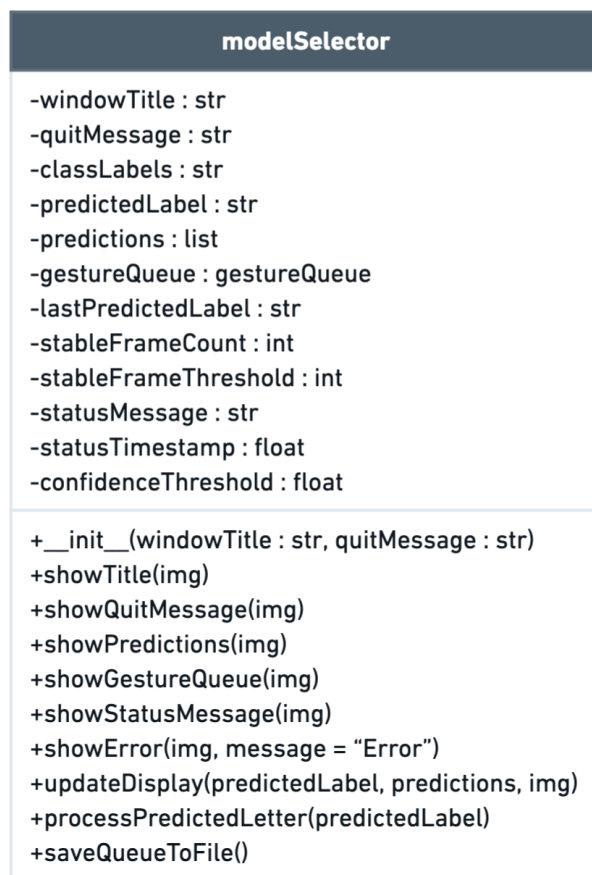 modelSelector
-windowTitle : str
-quitMessage : str
-classLabels : str
-predictedLabel : str
-predictions : list
-gestureQueue : gestureQueue
-lastPredictedLabel : str
-stableFrameCount : int
-stableFrameThreshold : int
-statusMessage : str
-statusTimestamp : float
-confidenceThreshold : float
+__init__(windowTitle : str, quitMessage : str)
+showTitle(img)
+showQuitMessage(img)
+showPredictions(img)
+showGestureQueue(img)
+showStatusMessage(img)
+showError(img, message = “Error”)
+updateDisplay(predictedLabel, predictions, img)
+processPredictedLetter(predictedLabel)
+saveQueueToFile()